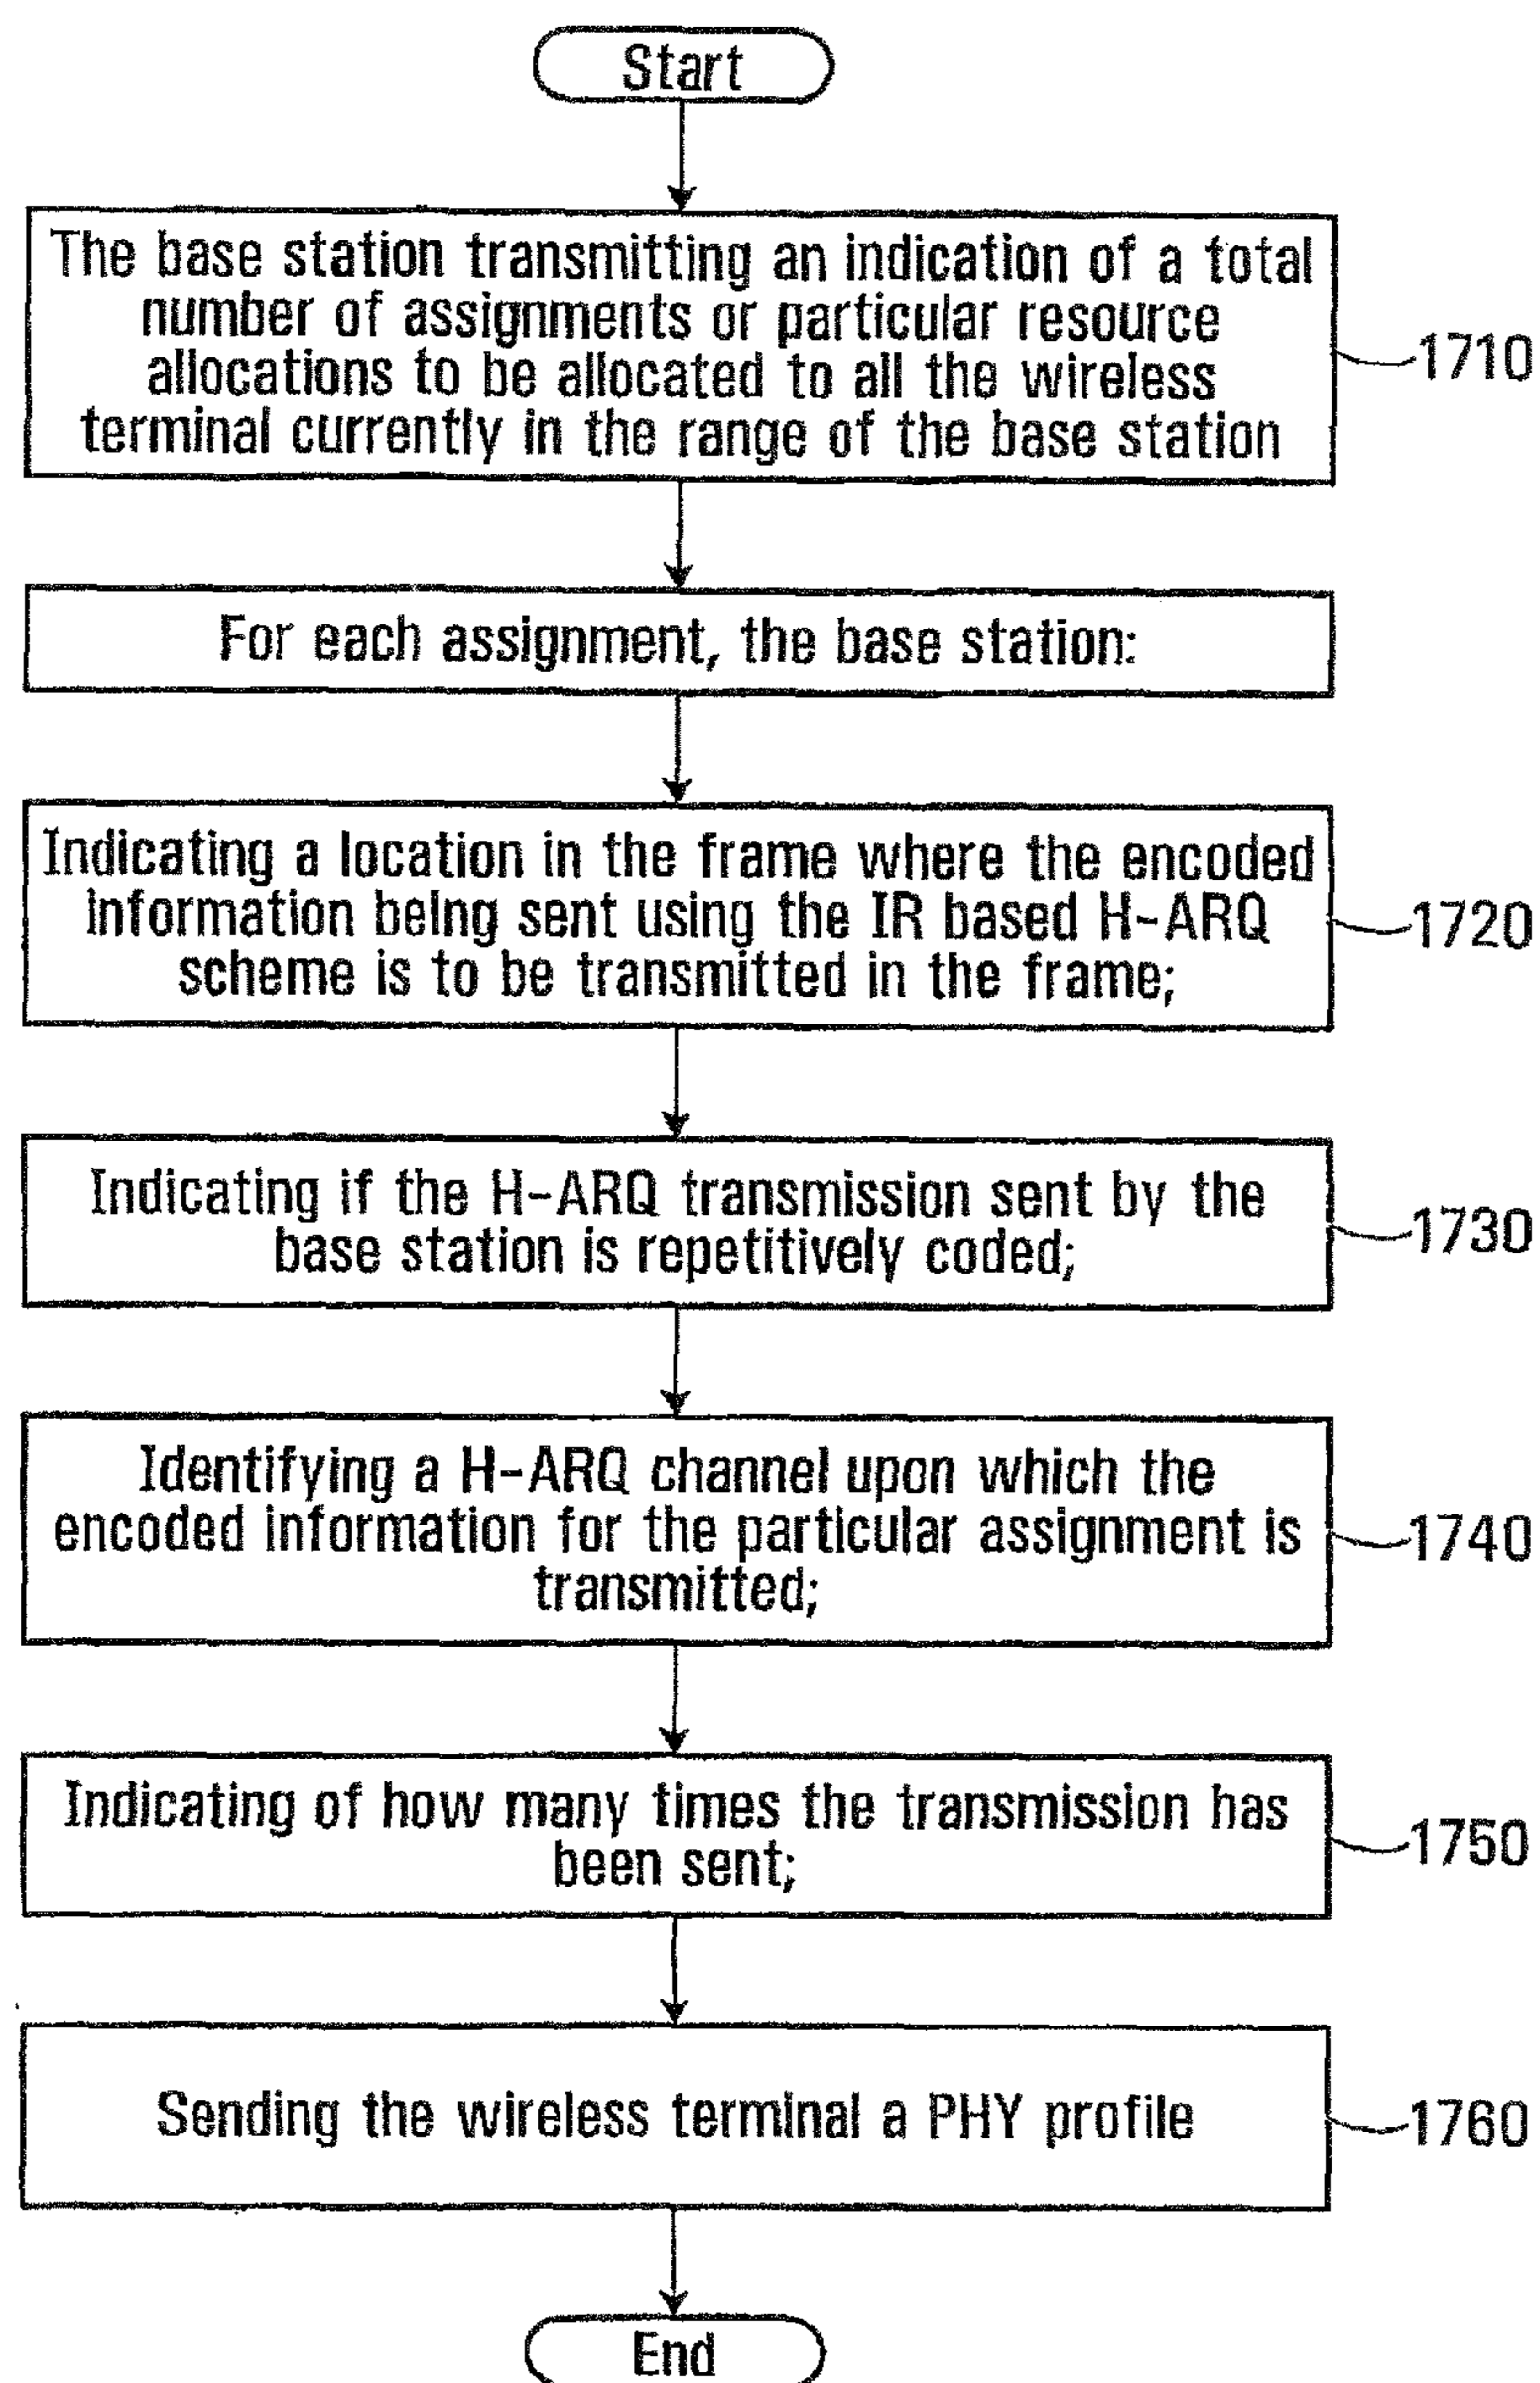 Start
The base station transmitting an indication of a total
number of assignments or particular resource
allocations to be allocated to all the wireless
terminal currently in the range of the base station
1710
For each assignment, the base station:
Indicating a location in the frame where the encoded
information being sent using the IR based H-ARQ
scheme is to be transmitted in the frame;
1720
Indicating if the H-ARQ transmission sent by the
base station is repetitively coded;
1730
Identifying a H-ARQ channel upon which the
encoded information for the particular assignment is
transmitted;
1740
Indicating of how many times the transmission has
been sent;
1750
Sending the wireless terminal a PHY profile
1760
End